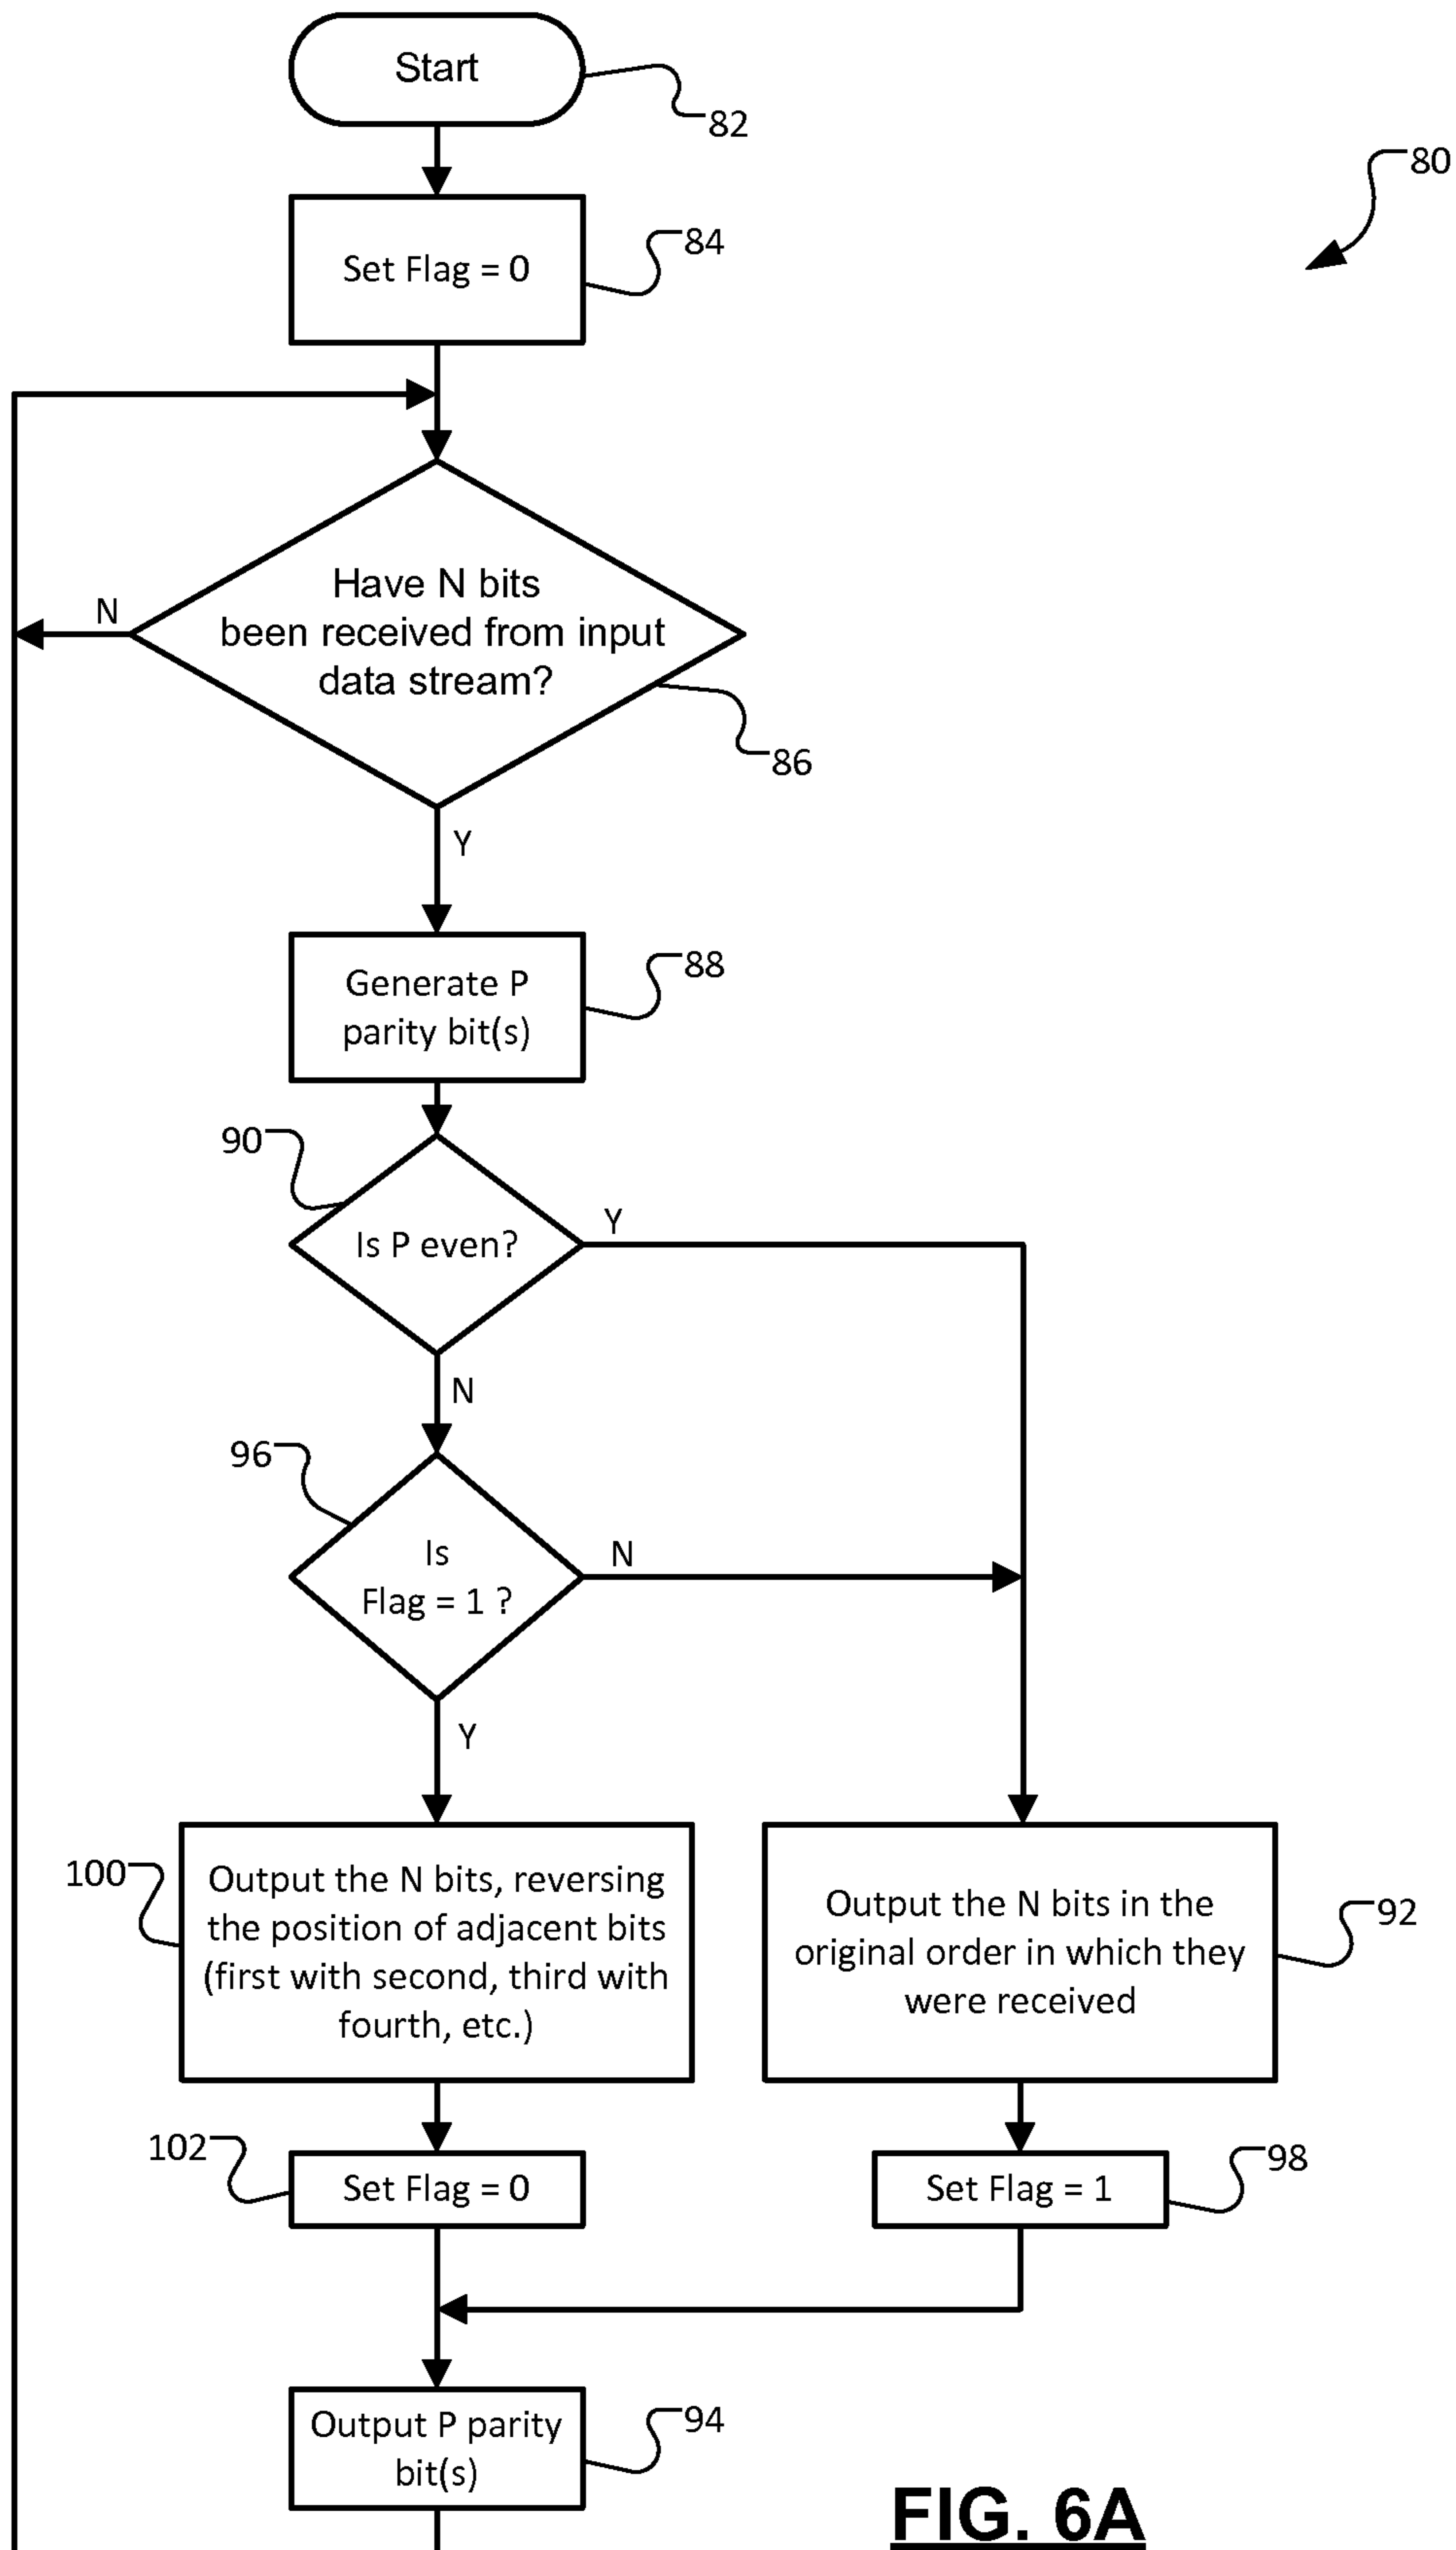 Start
82
80
Set Flag = 0
84
Have N bits
been received from input
data stream?
N
86
Y
Generate P
parity bit(s)
88
90
Is P even?
Y
N
96
Is
Flag = 1 ?
N
Y
100
Output the N bits, reversing
the position of adjacent bits
(first with second, third with
fourth, etc.)
Output the N bits in the
original order in which they
were received
92
102
Set Flag = 0
Set Flag = 1
98
Output P parity
bit(s)
94
FIG. 6A